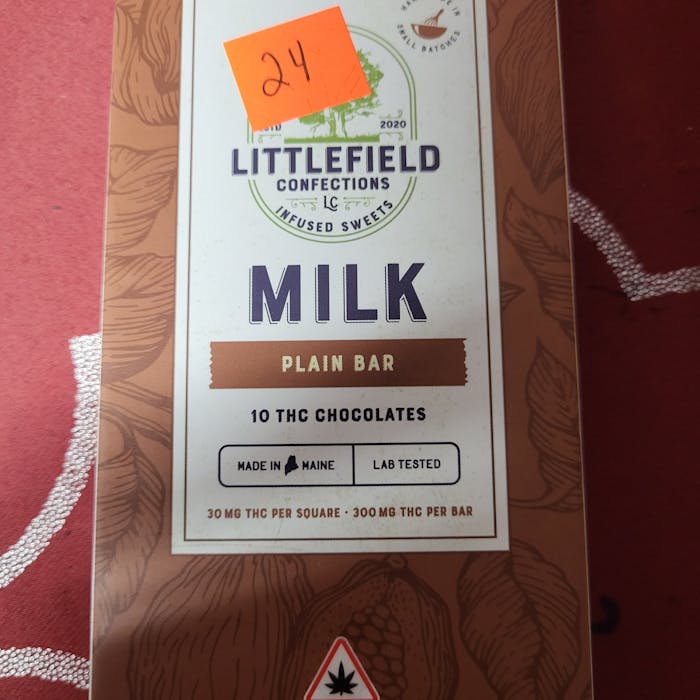 24
SMALL BATCHES
2020
LITTLEFIELD
CONFECTIONS
LC
INFUSED SWEETS
MILK
PLAIN BAR
10 THC CHOCOLATES
MADE IN MAINE LAB TESTED
30 MG THC PER SQUARE · 300 MG THC PER BAR